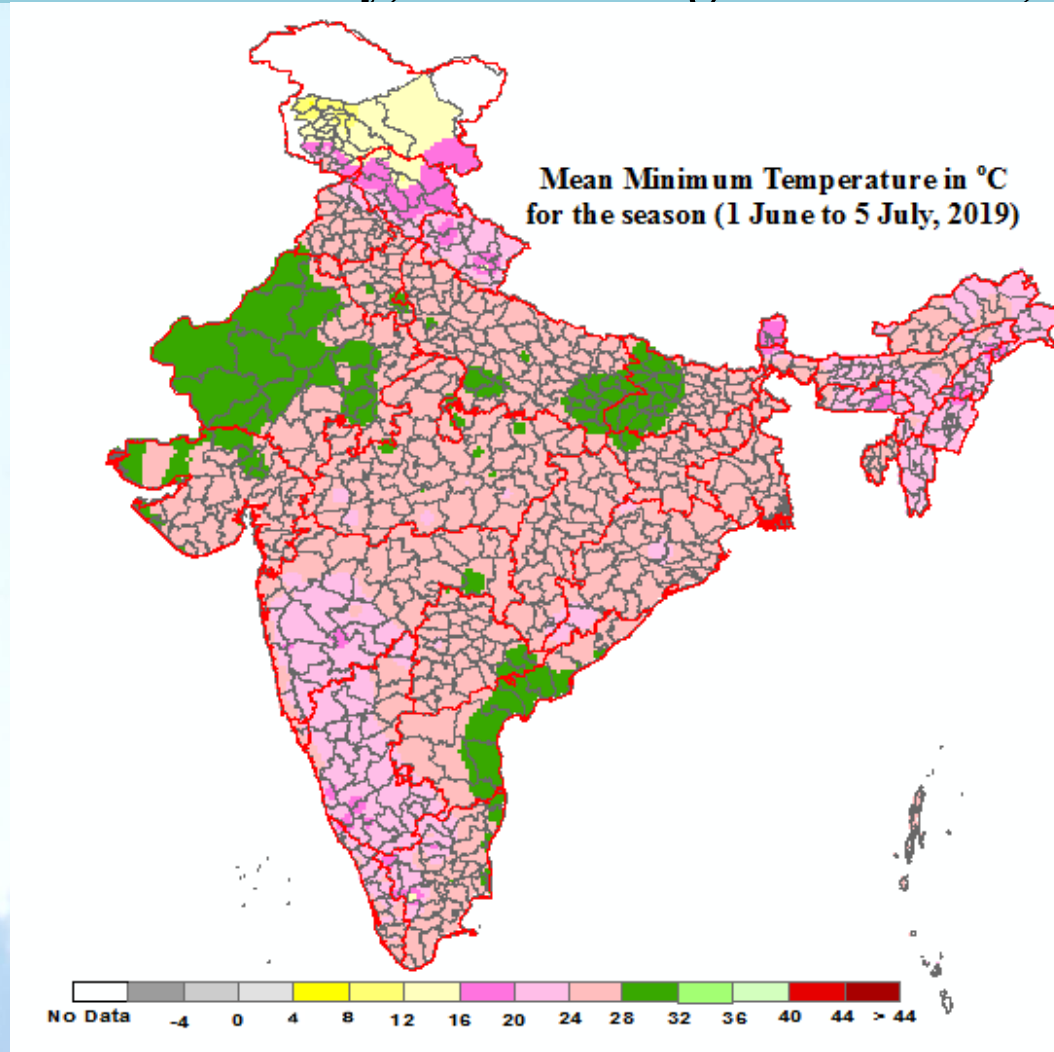 Mean Minimum Temperature in °C
for the season (1 June to 5 July, 2019)
No Data -4 0 4 8 12 16 20 24 28 32 36 40 44 > 44